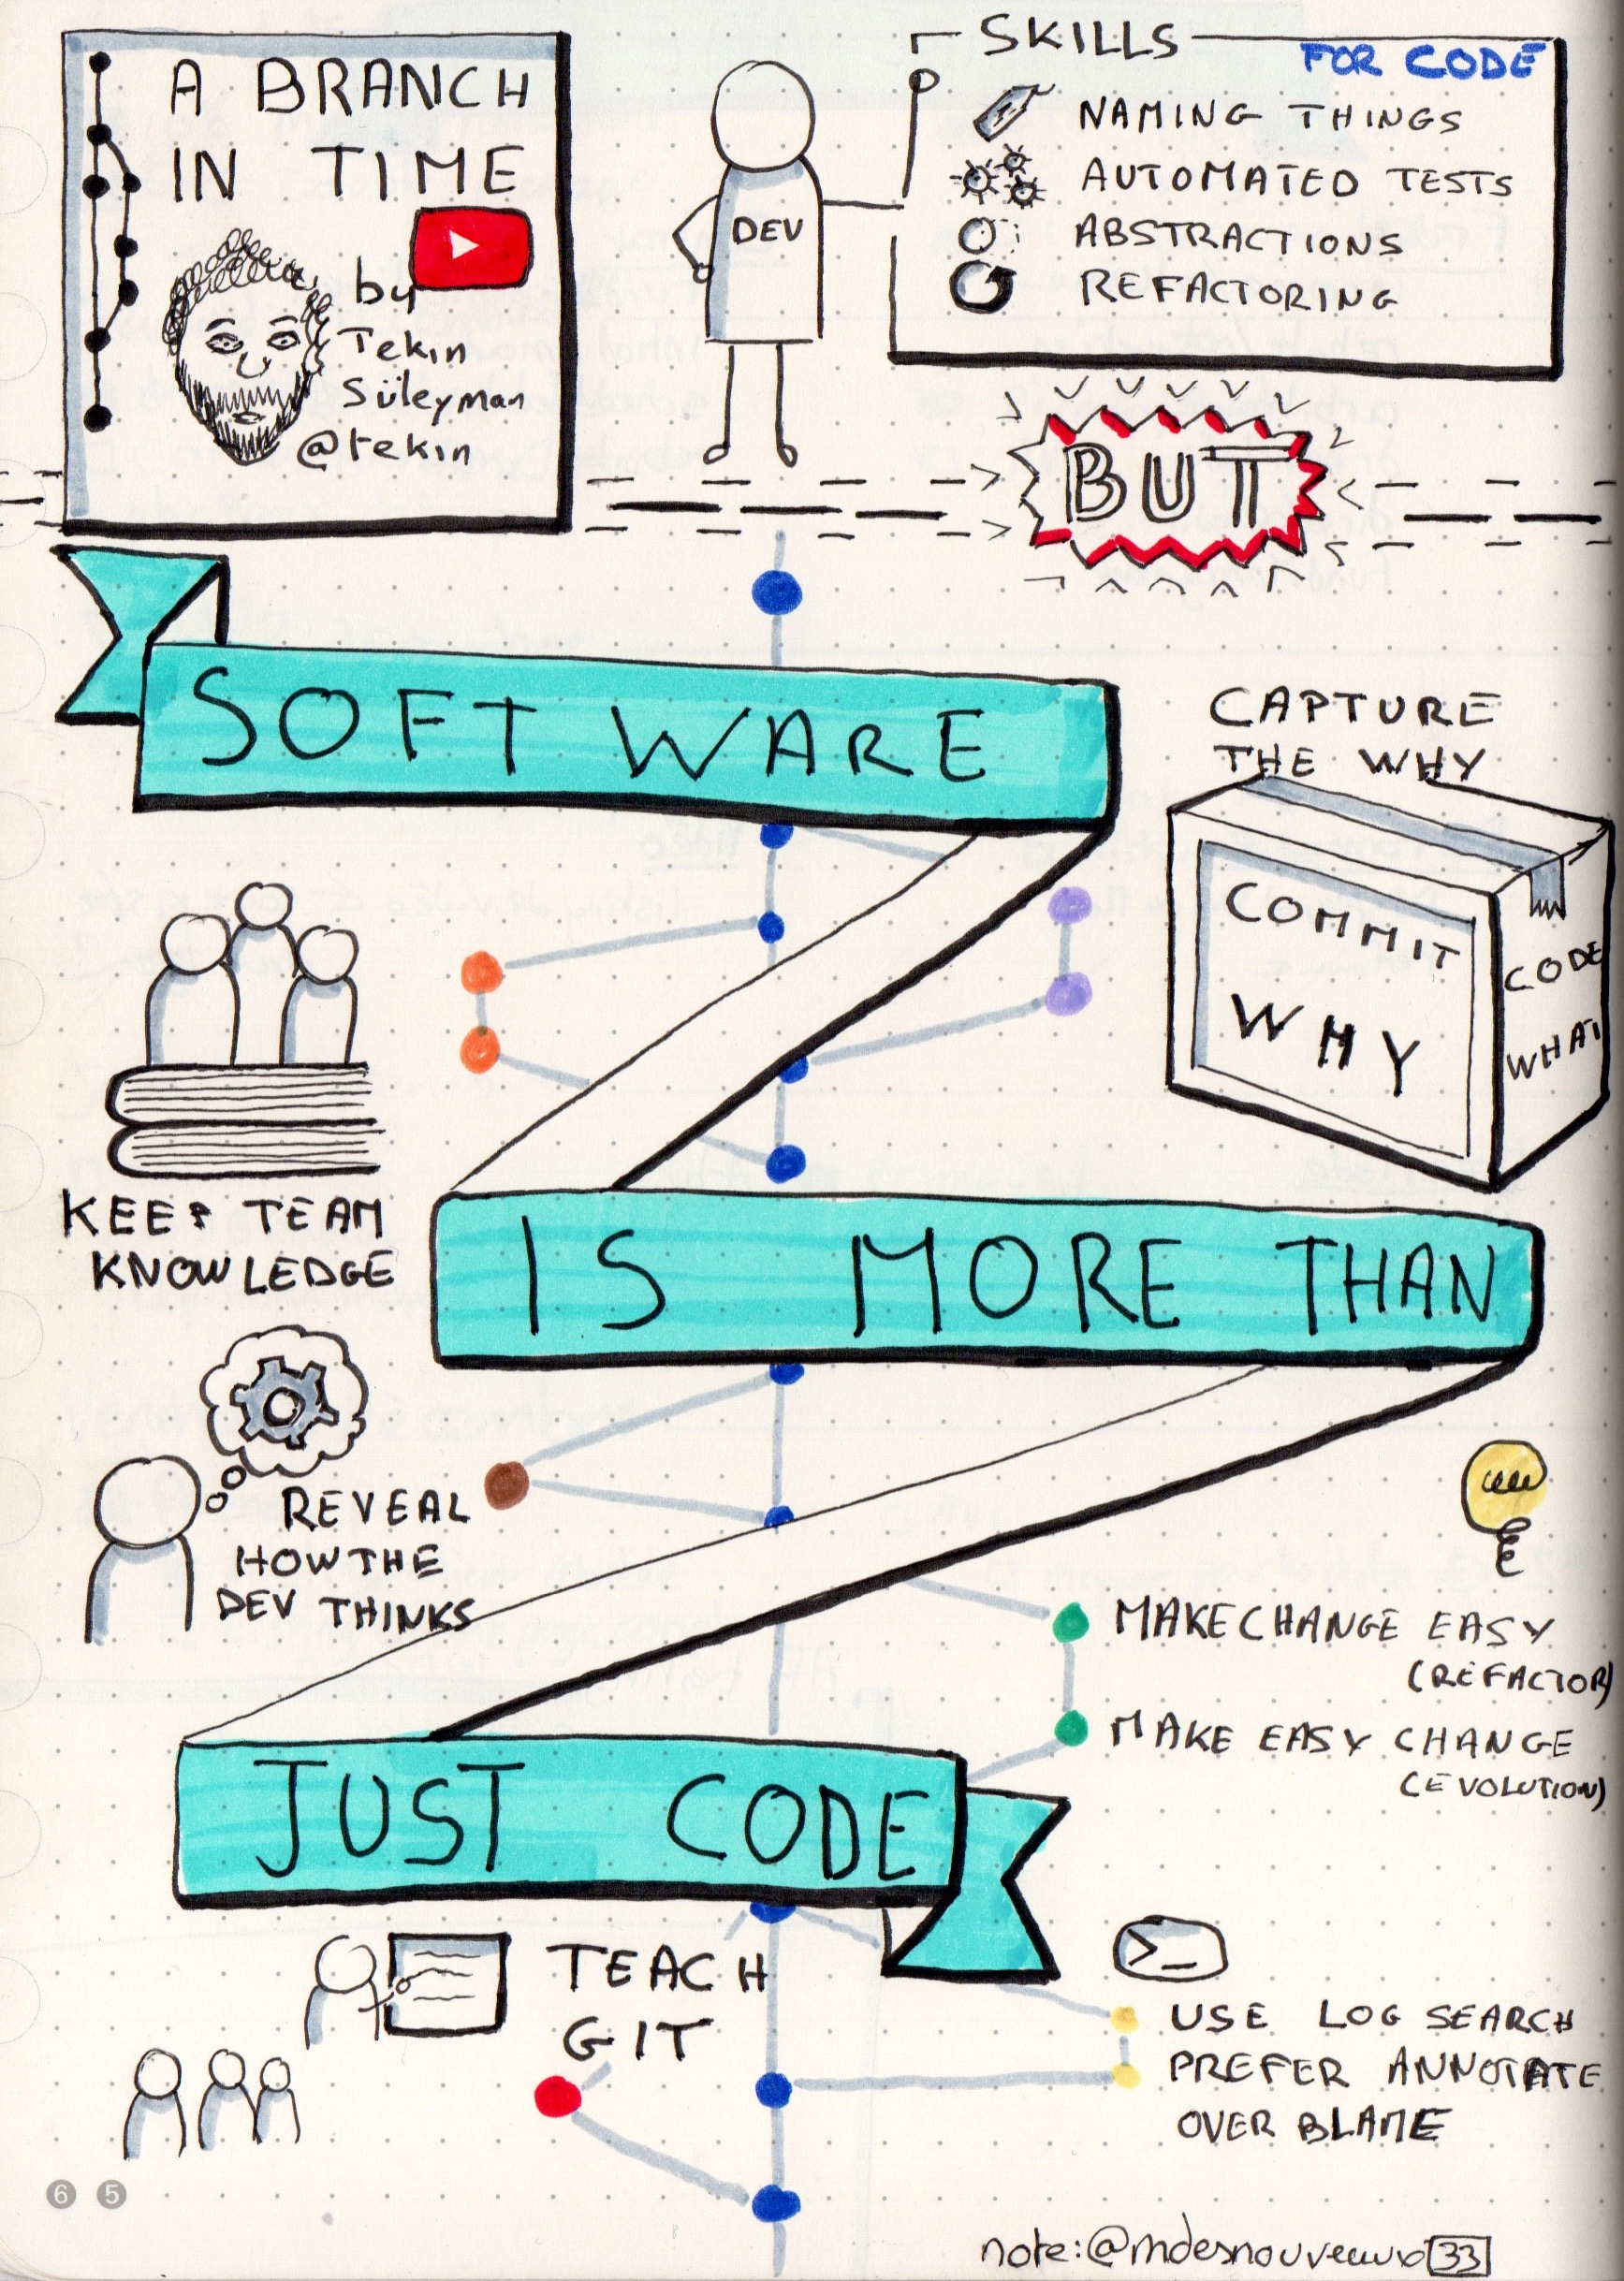 A BRANCH
IN TIME
by
Tekin
Süleyman
@tekin
DEV
SKILLS
FOR CODE
NAMING THINGS
AUTOMATED TESTS
ABSTRACTIONS
REFACTORING
BUT
SOFTWARE
CAPTURE
THE WHY
COMMIT
WHY
CODE
WHAT
KEEP TEAM
KNOWLEDGE
IS MORE THAN
REVEAL
HOW THE
DEV THINKS
MAKE CHANGE EASY
(REFACTOR)
MAKE EASY CHANGE
(EVOLUTION)
JUST CODE
TEACH
GIT
>_
USE LOG SEARCH
PREFER ANNOTATE
OVER BLAME
6 5
note:@mdesnouveaux 33